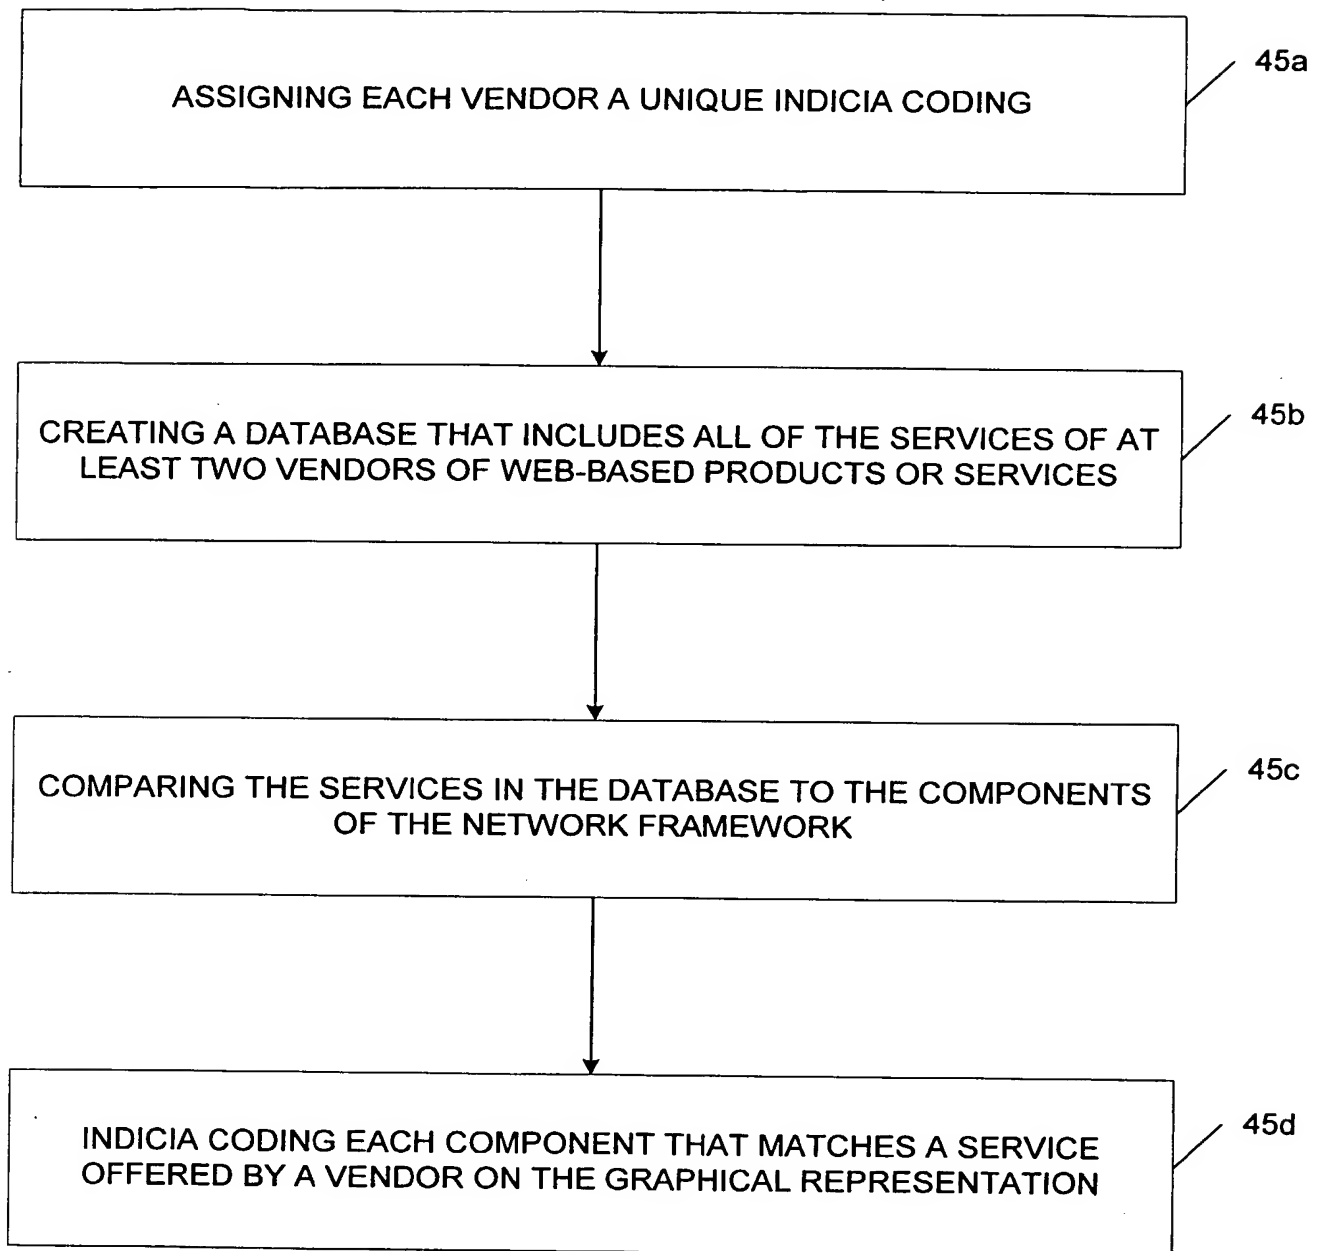 45a
ASSIGNING EACH VENDOR A UNIQUE INDICIA CODING
45b
CREATING A DATABASE THAT INCLUDES ALL OF THE SERVICES OF AT
LEAST TWO VENDORS OF WEB-BASED PRODUCTS OR SERVICES
45c
COMPARING THE SERVICES IN THE DATABASE TO THE COMPONENTS
OF THE NETWORK FRAMEWORK
45d
INDICIA CODING EACH COMPONENT THAT MATCHES A SERVICE
OFFERED BY A VENDOR ON THE GRAPHICAL REPRESENTATION